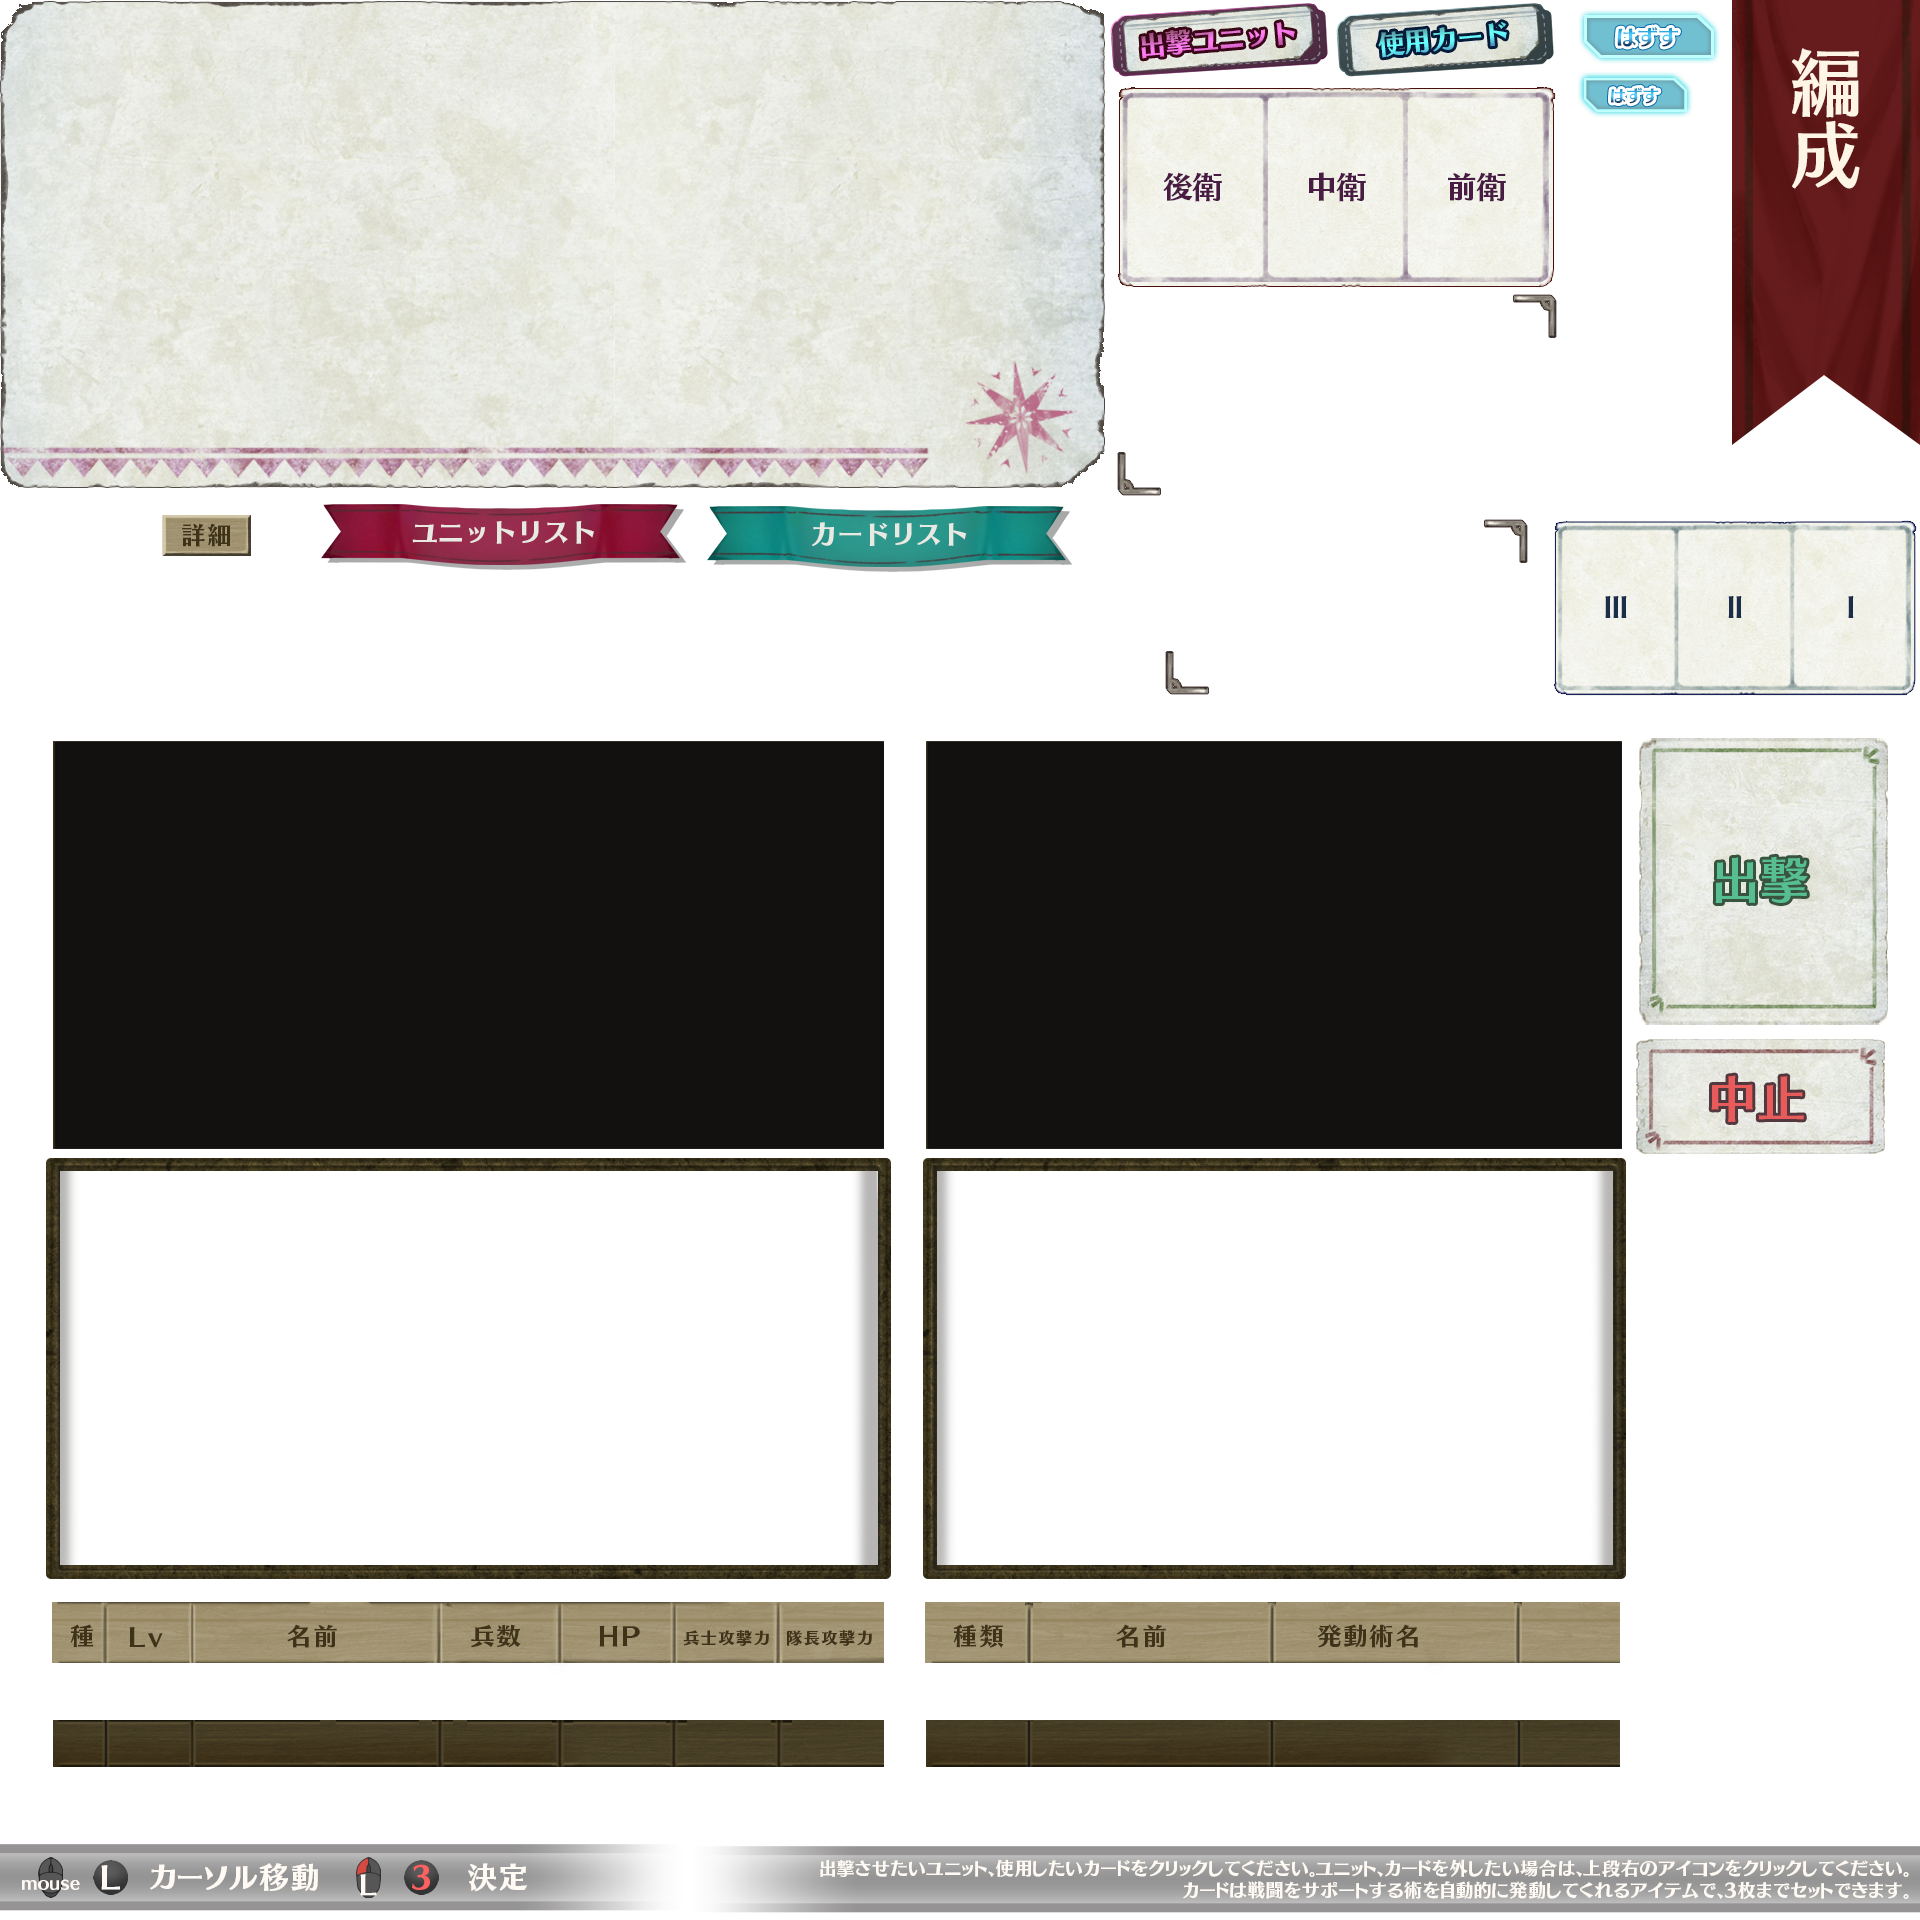 出撃ユニット
使用カード
はずす
はずす
編成
後衛
中衛
前衛
詳細
ユニットリスト
カードリスト
III
II
I
出撃
中止
種
Lv
名前
兵数
HP
兵士攻撃力
隊長攻撃力
種類
名前
発動術名
mouse
L
カーソル移動
L
3
決定
出撃させたいユニット、使用したいカードをクリックしてください。ユニット、カードを外したい場合は、上段右のアイコンをクリックしてください。
カードは戦闘をサポートする術を自動的に発動してくれるアイテムで、3枚までセットできます。